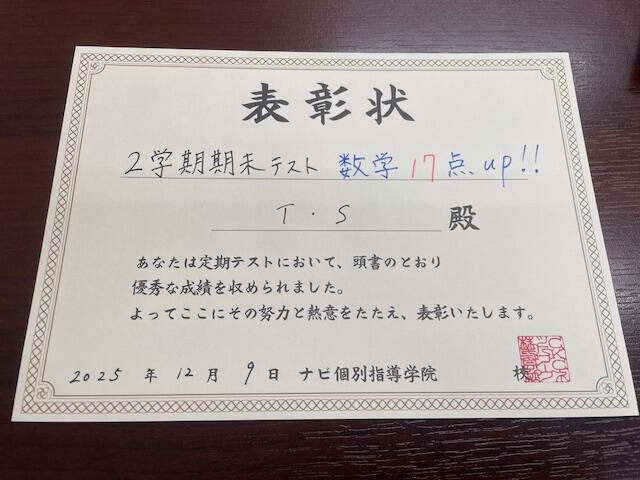 表彰状
2学期期末テスト 数学17点up!!
T・S 殿
あなたは定期テストにおいて、頭書のとおり
優秀な成績を収められました。
よってここにその努力と熱意をたたえ、表彰いたします。
2025 年 12 月 9 日 ナビ個別指導学院 校